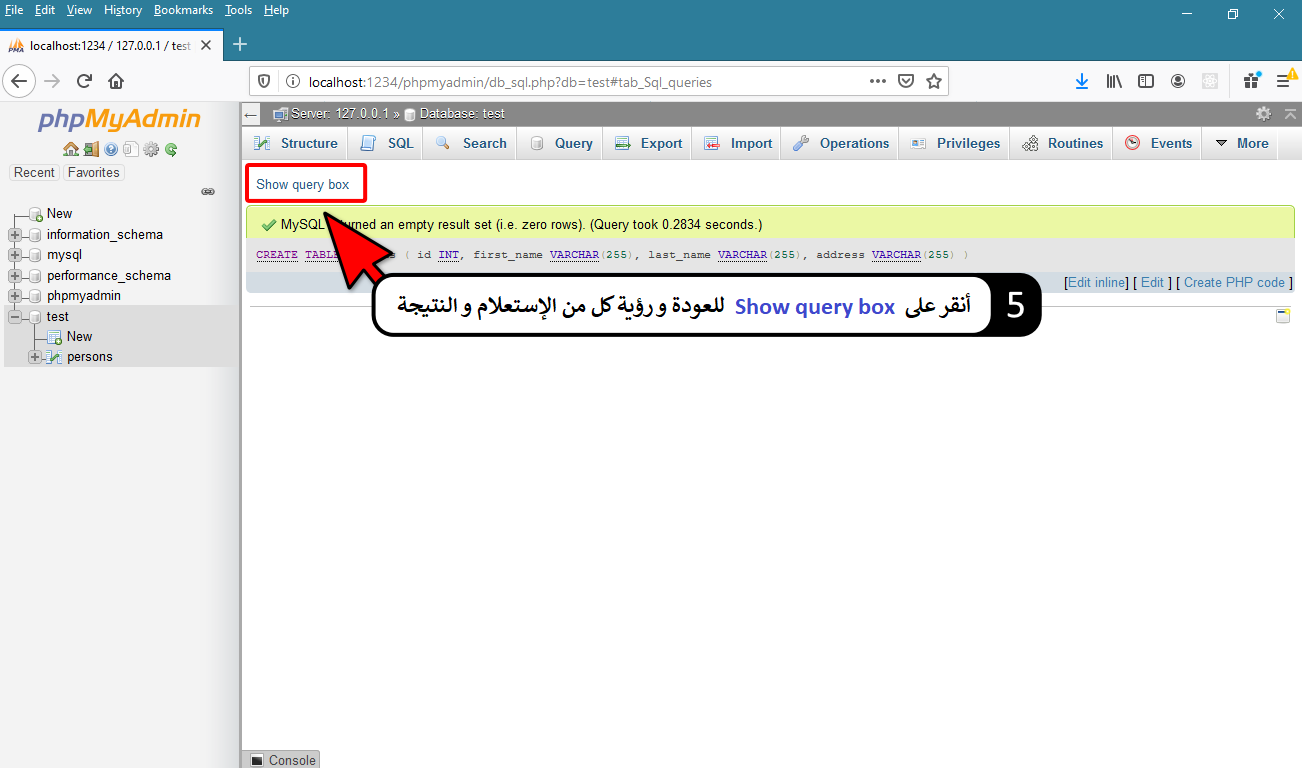 File Edit View History Bookmarks Tools Help
localhost:1234 / 127.0.0.1 / test
localhost:1234/phpmyadmin/db_sql.php?db=test#tab_Sql_queries
phpMyAdmin
Recent Favorites
New
information_schema
mysql
performance_schema
phpmyadmin
test
New
persons
Server: 127.0.0.1 » Database: test
Structure SQL Search Query Export Import Operations Privileges Routines Events More
Show query box
MySQL an empty result set (i.e. zero rows). (Query took 0.2834 seconds.)
CREATE ( id INT, first_name VARCHAR(255), last_name VARCHAR(255), address VARCHAR(255) )
[Edit inline] [ Edit ] [ Create PHP code ]
5 أنقر على Show query box للعودة و رؤية كل من الإستعلام و النتيجة
Console